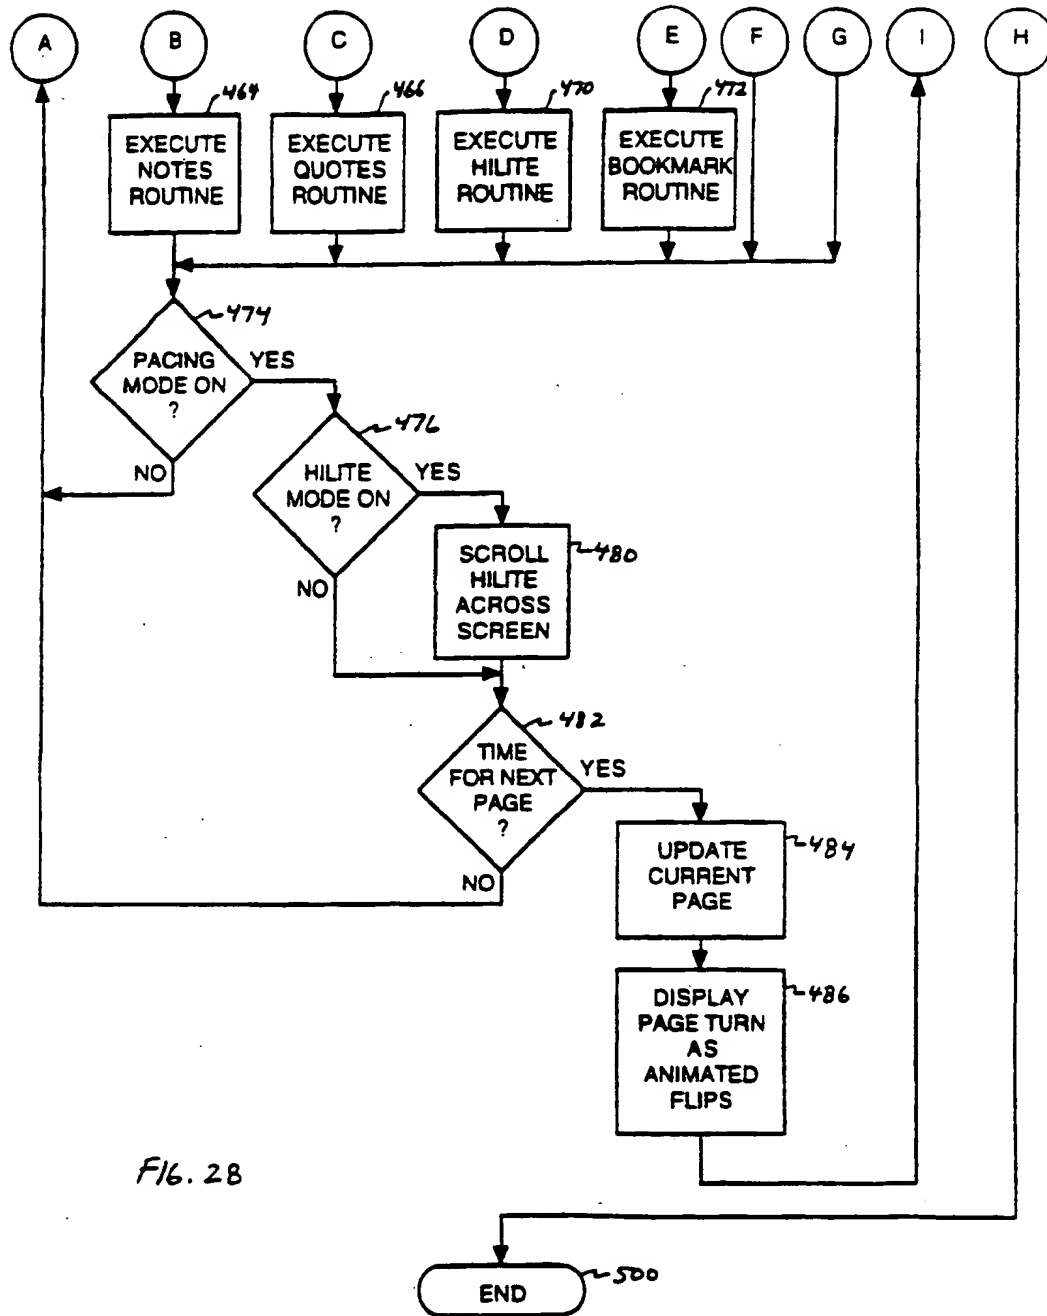 A
B
C
D
E
F
G
I
H
464
466
470
472
EXECUTE
NOTES
ROUTINE
EXECUTE
QUOTES
ROUTINE
EXECUTE
HILITE
ROUTINE
EXECUTE
BOOKMARK
ROUTINE
474
PACING
MODE ON
?
YES
NO
476
HILITE
MODE ON
?
YES
NO
480
SCROLL
HILITE
ACROSS
SCREEN
482
TIME
FOR NEXT
PAGE
?
YES
NO
484
UPDATE
CURRENT
PAGE
486
DISPLAY
PAGE TURN
AS
ANIMATED
FLIPS
FIG. 28
500
END